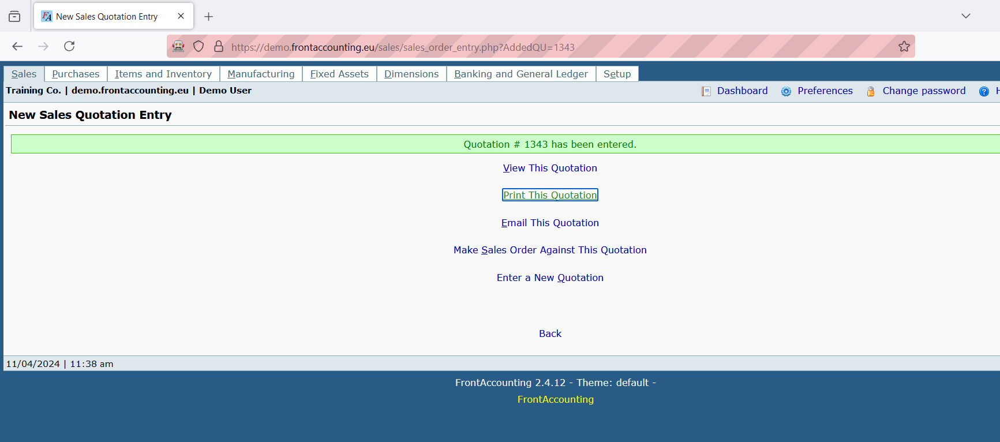 New Sales Quotation Entry
https://demo.frontaccounting.eu/sales/sales_order_entry.php?AddedQU=1343
Sales Purchases Items and Inventory Manufacturing Fixed Assets Dimensions Banking and General Ledger Setup
Training Co. | demo.frontaccounting.eu | Demo User Dashboard Preferences Change password H
New Sales Quotation Entry
Quotation # 1343 has been entered.
View This Quotation
Print This Quotation
Email This Quotation
Make Sales Order Against This Quotation
Enter a New Quotation
Back
11/04/2024 | 11:38 am
FrontAccounting 2.4.12 - Theme: default -
FrontAccounting